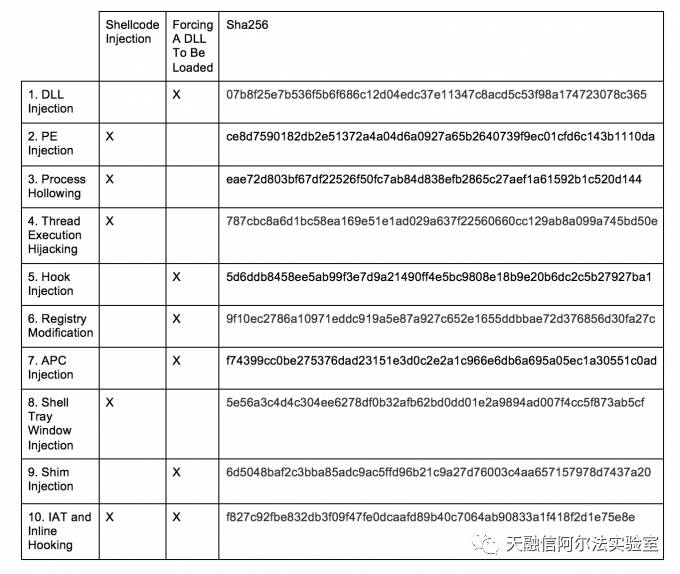 Shellcode Injection
Forcing A DLL To Be Loaded
Sha256
1. DLL Injection
X
07b8f25e7b536f5b6f686c12d04edc37e11347c8acd5c53f98a174723078c365
2. PE Injection
X
ce8d7590182db2e51372a4a04d6a0927a65b2640739f9ec01cfd6c143b1110da
3. Process Hollowing
X
eae72d803bf67df22526f50fc7ab84d838efb2865c27aef1a61592b1c520d144
4. Thread Execution Hijacking
X
787cbc8a6d1bc58ea169e51e1ad029a637f22560660cc129ab8a099a745bd50e
5. Hook Injection
X
5d6ddb8458ee5ab99f3e7d9a21490ff4e5bc9808e18b9e20b6dc2c5b27927ba1
6. Registry Modification
X
9f10ec2786a10971eddc919a5e87a927c652e1655ddbbae72d376856d30fa27c
7. APC Injection
X
f74399cc0be275376dad23151e3d0c2e2a1c966e6db6a695a05ec1a30551c0ad
8. Shell Tray Window Injection
X
5e56a3c4d4c304ee6278df0b32afb62bd0dd01e2a9894ad007f4cc5f873ab5cf
9. Shim Injection
X
6d5048baf2c3bba85adc9ac5ffd96b21c9a27d76003c4aa657157978d7437a20
10. IAT and Inline Hooking
X
X
f827c92fbe832db3f09f47fe0dcaafd89b40c7064ab90833a1f418f2d1e75e8e
天融信阿尔法实验室